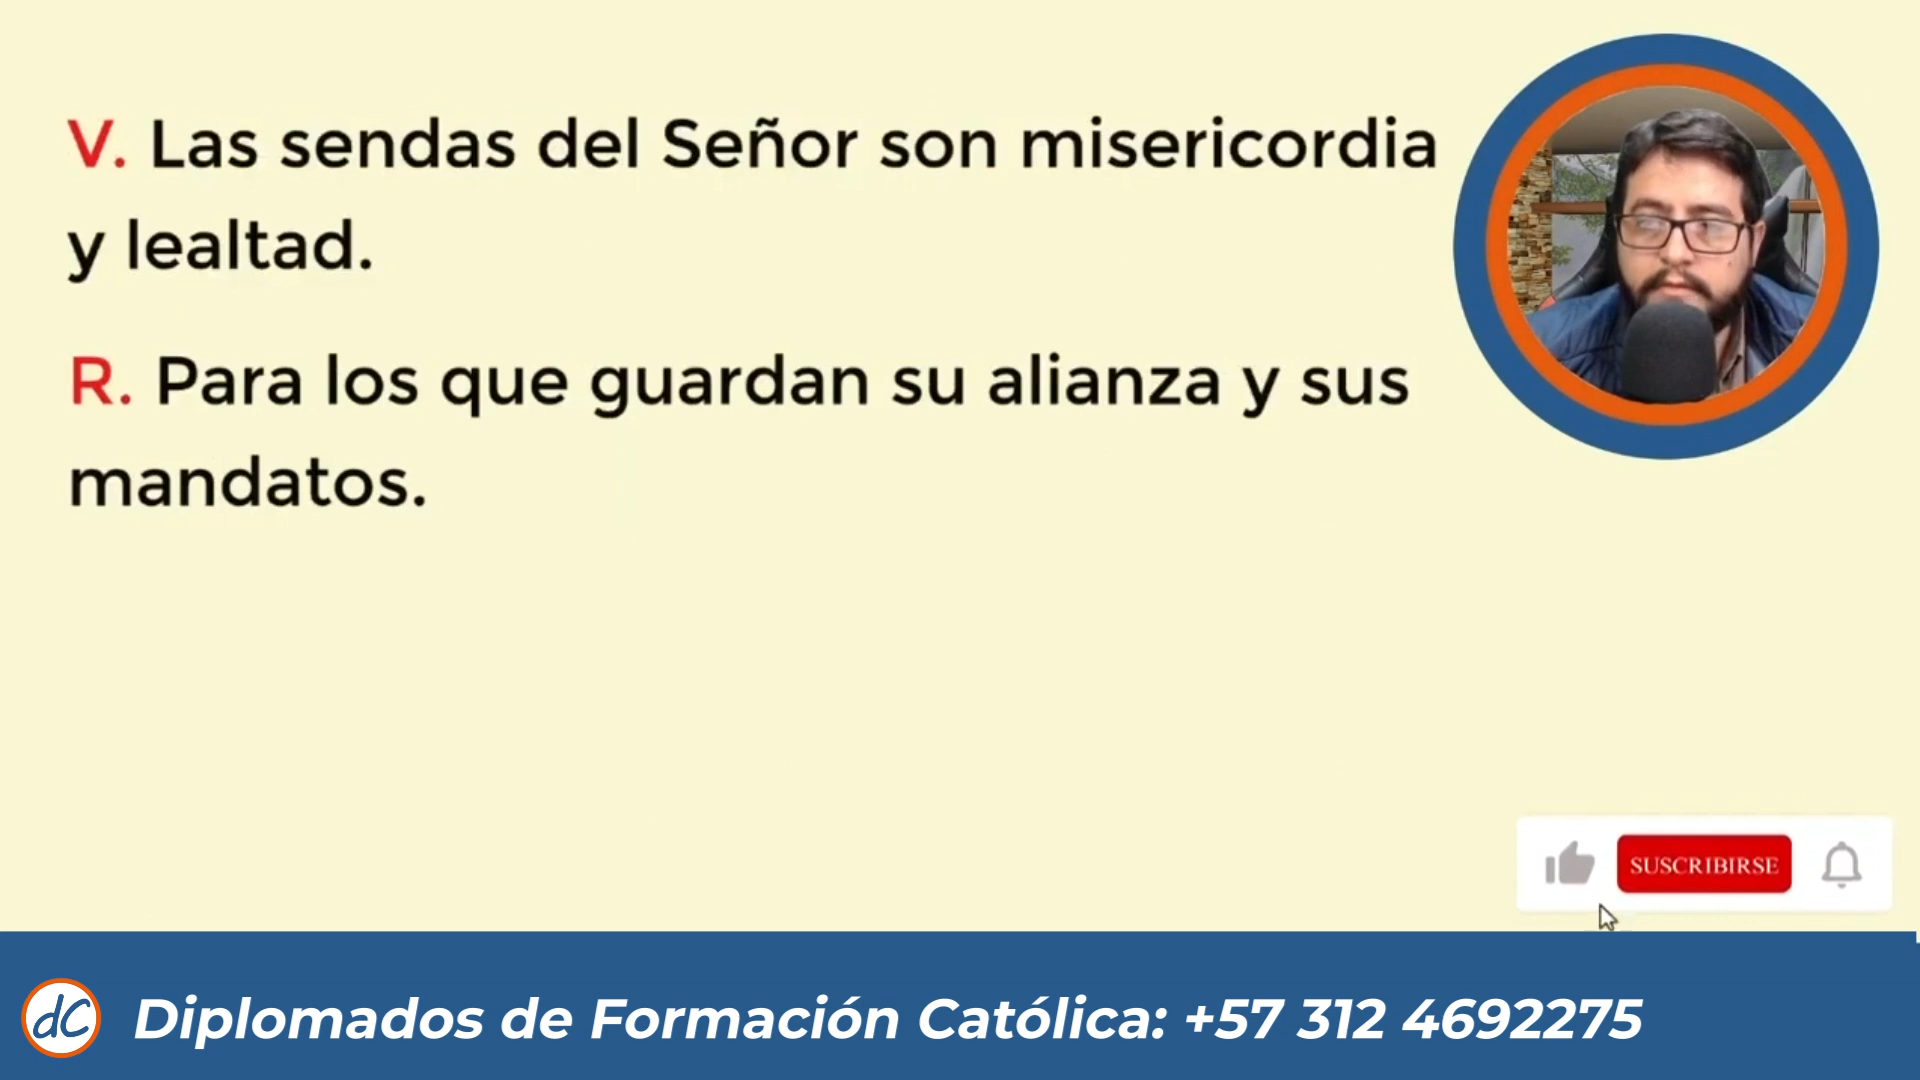 V. Las sendas del Señor son misericordia
y lealtad.
R. Para los que guardan su alianza y sus
mandatos.
SUSCRIBIRSE
dC Diplomados de Formación Católica: +57 312 4692275